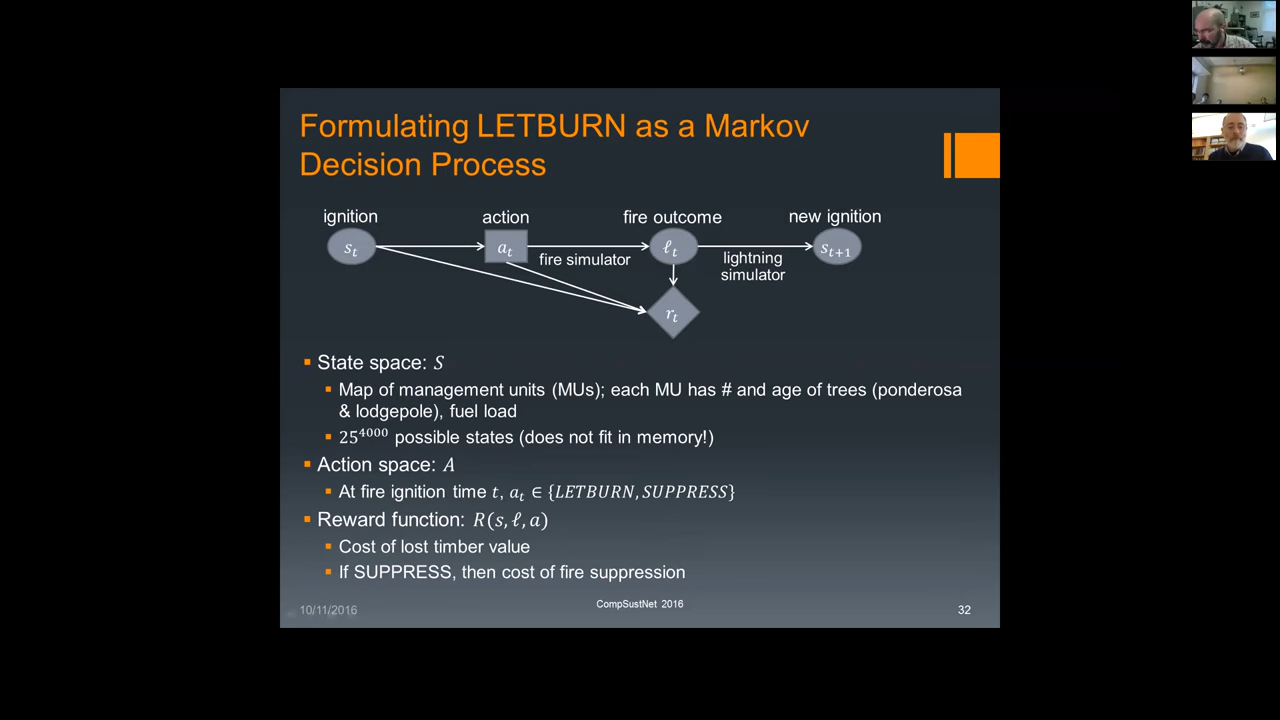 Formulating LETBURN as a Markov
Decision Process
ignition action fire outcome new ignition
s_t a_t ℓ_t s_{t+1}
fire simulator
lightning
simulator
r_t
State space: S
Map of management units (MUs); each MU has # and age of trees (ponderosa
& lodgepole), fuel load
25^4000 possible states (does not fit in memory!)
Action space: A
At fire ignition time t, a_t ∈ {LETBURN, SUPPRESS}
Reward function: R(s, ℓ, a)
Cost of lost timber value
If SUPPRESS, then cost of fire suppression
10/11/2016 CompSustNet 2016 32